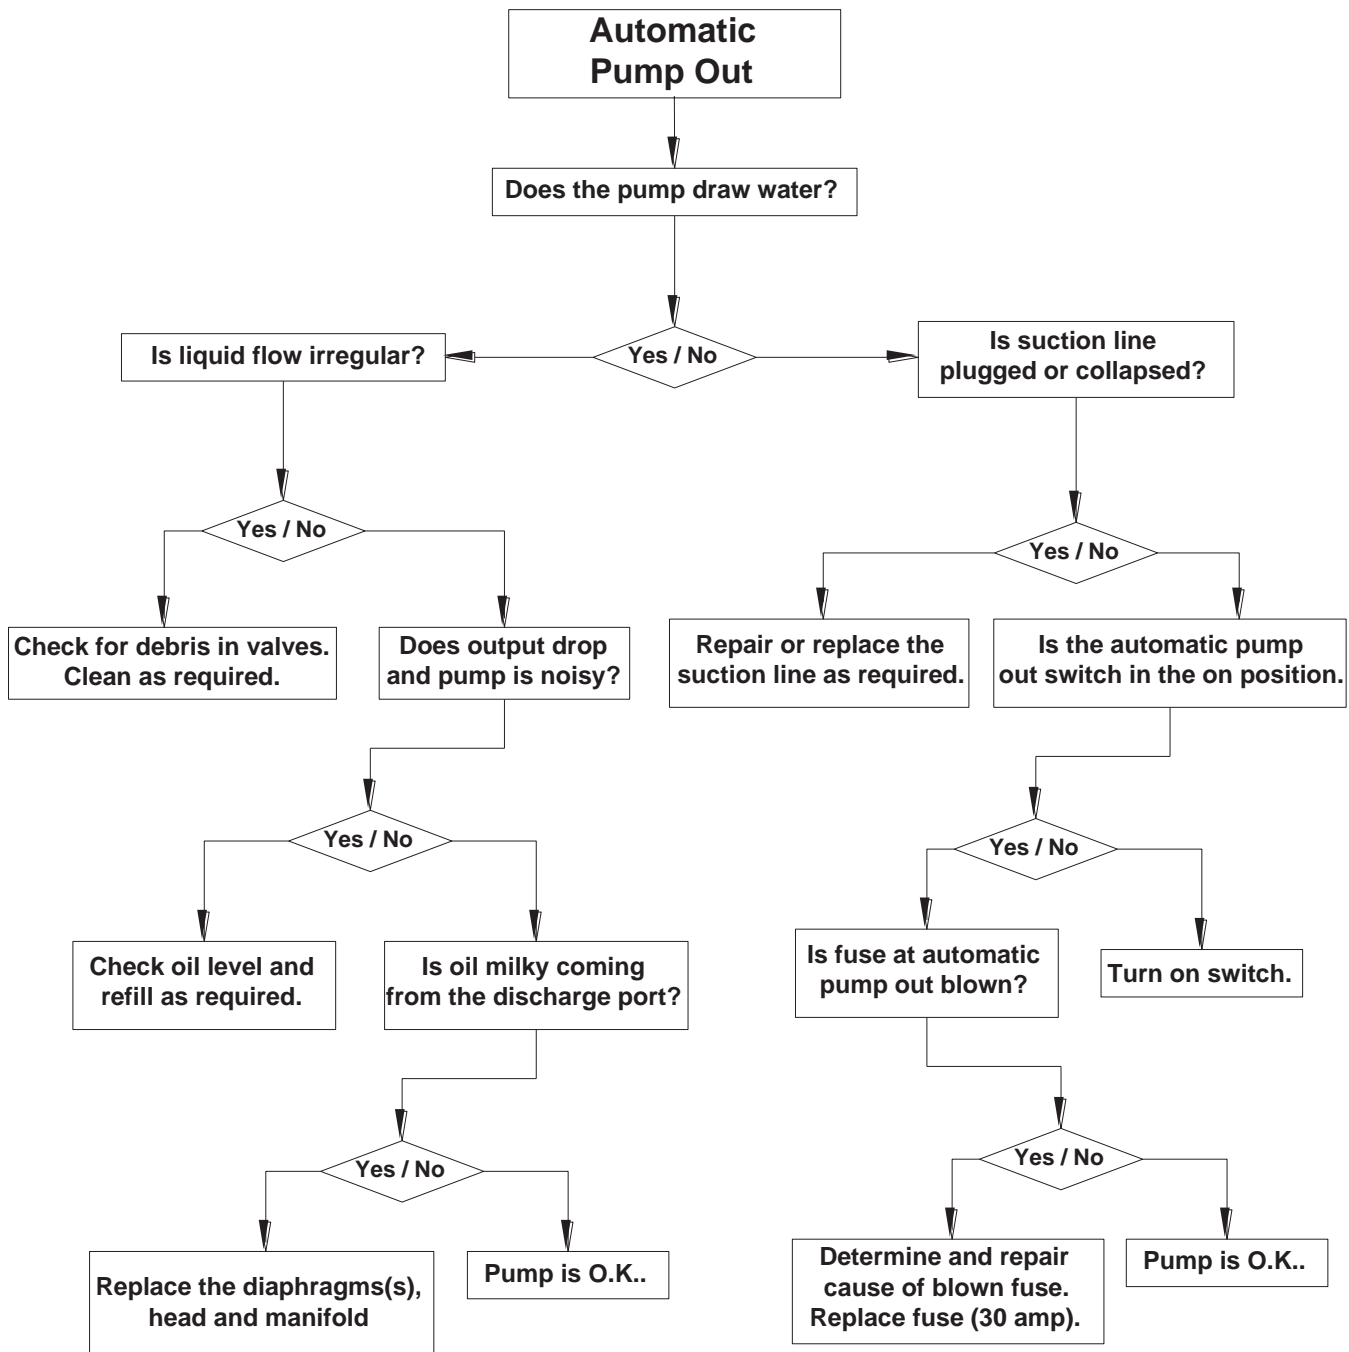 Automatic
Pump Out
Does the pump draw water?
Is liquid flow irregular?
Yes / No
Is suction line
plugged or collapsed?
Yes / No
Yes / No
Check for debris in valves.
Clean as required.
Does output drop
and pump is noisy?
Repair or replace the
suction line as required.
Is the automatic pump
out switch in the on position.
Yes / No
Yes / No
Check oil level and
refill as required.
Is oil milky coming
from the discharge port?
Is fuse at automatic
pump out blown?
Turn on switch.
Yes / No
Yes / No
Replace the diaphragms(s),
head and manifold
Pump is O.K..
Determine and repair
cause of blown fuse.
Replace fuse (30 amp).
Pump is O.K..